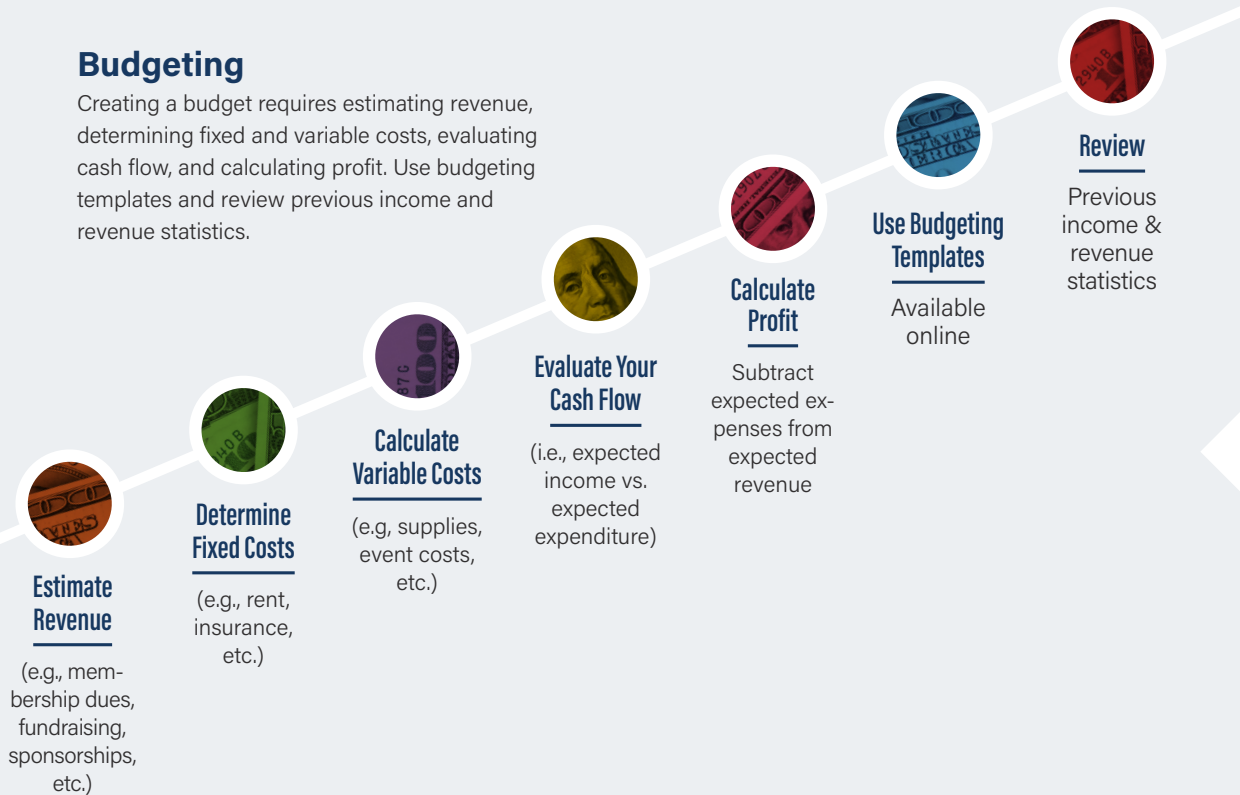 Budgeting
Creating a budget requires estimating revenue,
determining fixed and variable costs, evaluating
cash flow, and calculating profit. Use budgeting
templates and review previous income and
revenue statistics.
Estimate
Revenue
(e.g., mem-
bership dues,
fundraising,
sponsorships,
etc.)
Determine
Fixed Costs
(e.g., rent,
insurance,
etc.)
Calculate
Variable Costs
(e.g, supplies,
event costs,
etc.)
Evaluate Your
Cash Flow
(i.e., expected
income vs.
expected
expenditure)
Calculate
Profit
Subtract
expected ex-
penses from
expected
revenue
Use Budgeting
Templates
Available
online
Review
Previous
income &
revenue
statistics